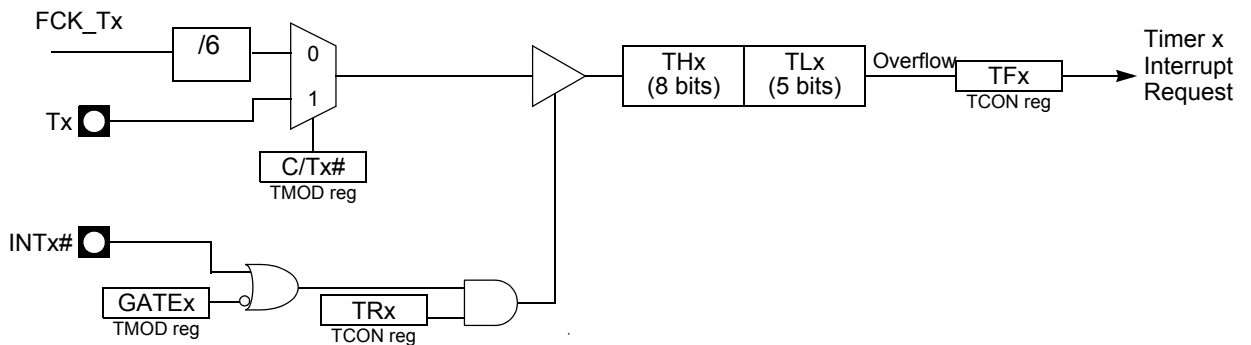 FCK_Tx
/6
0
1
Tx
C/Tx#
TMOD reg
THx
(8 bits)
TLx
(5 bits)
Overflow
TFx
TCON reg
Timer x
Interrupt
Request
INTx#
GATEx
TMOD reg
TRx
TCON reg